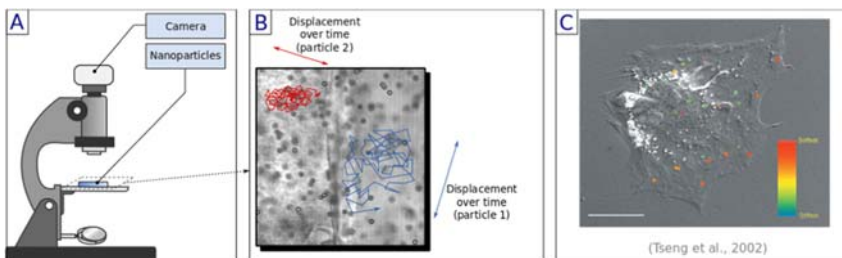 A
Camera
Nanoparticles
B
Displacement
over time
(particle 2)
Displacement
over time
(particle 1)
C
(Tseng et al., 2002)